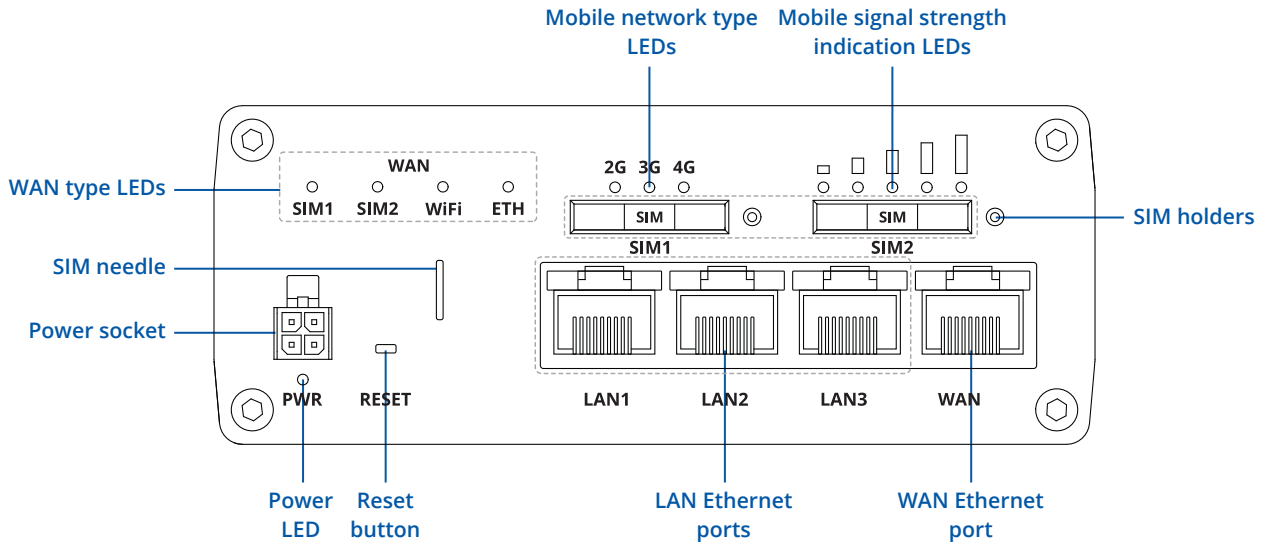 Mobile network type
LEDs
Mobile signal strength
indication LEDs
WAN type LEDs
WAN
SIM1 SIM2 WiFi ETH
2G 3G 4G
SIM
SIM
SIM holders
SIM1
SIM2
SIM needle
Power socket
PWR
RESET
LAN1
LAN2
LAN3
WAN
Power
LED
Reset
button
LAN Ethernet
ports
WAN Ethernet
port